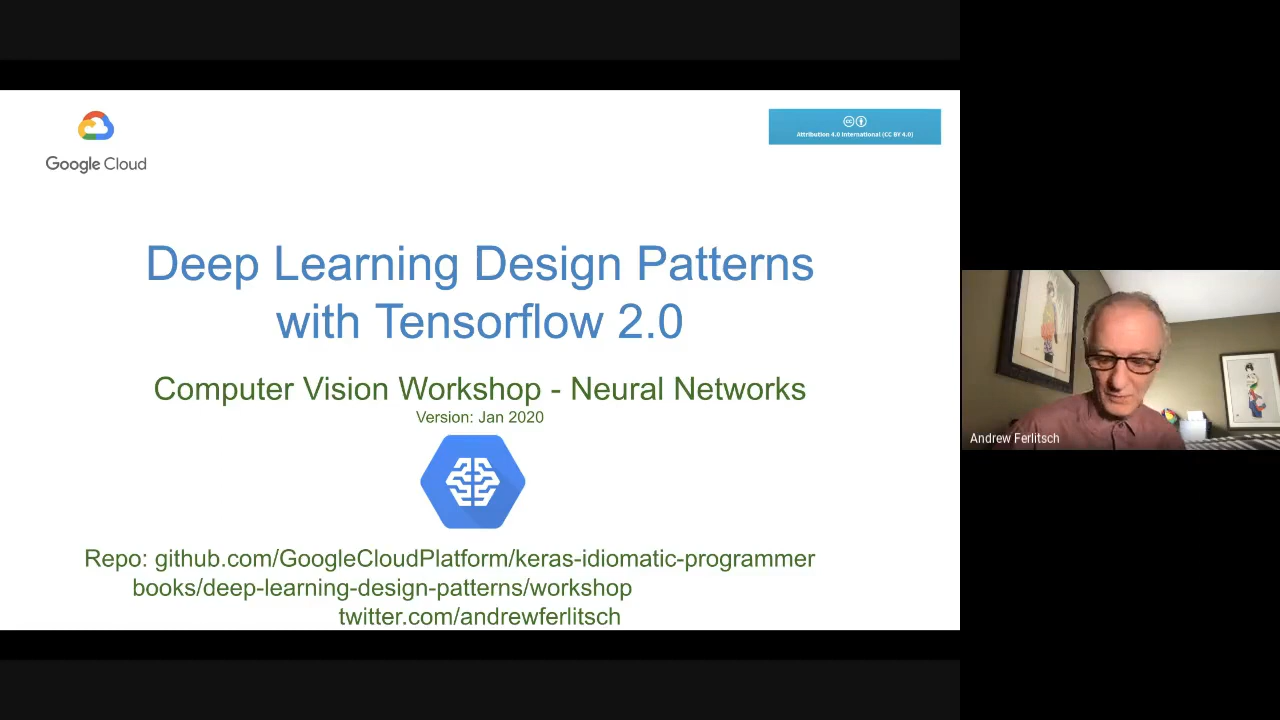 Google Cloud
Attribution 4.0 International (CC BY 4.0)
Deep Learning Design Patterns
with Tensorflow 2.0
Computer Vision Workshop - Neural Networks
Version: Jan 2020
Repo: github.com/GoogleCloudPlatform/keras-idiomatic-programmer
books/deep-learning-design-patterns/workshop
twitter.com/andrewferlitsch
Andrew Ferlitsch